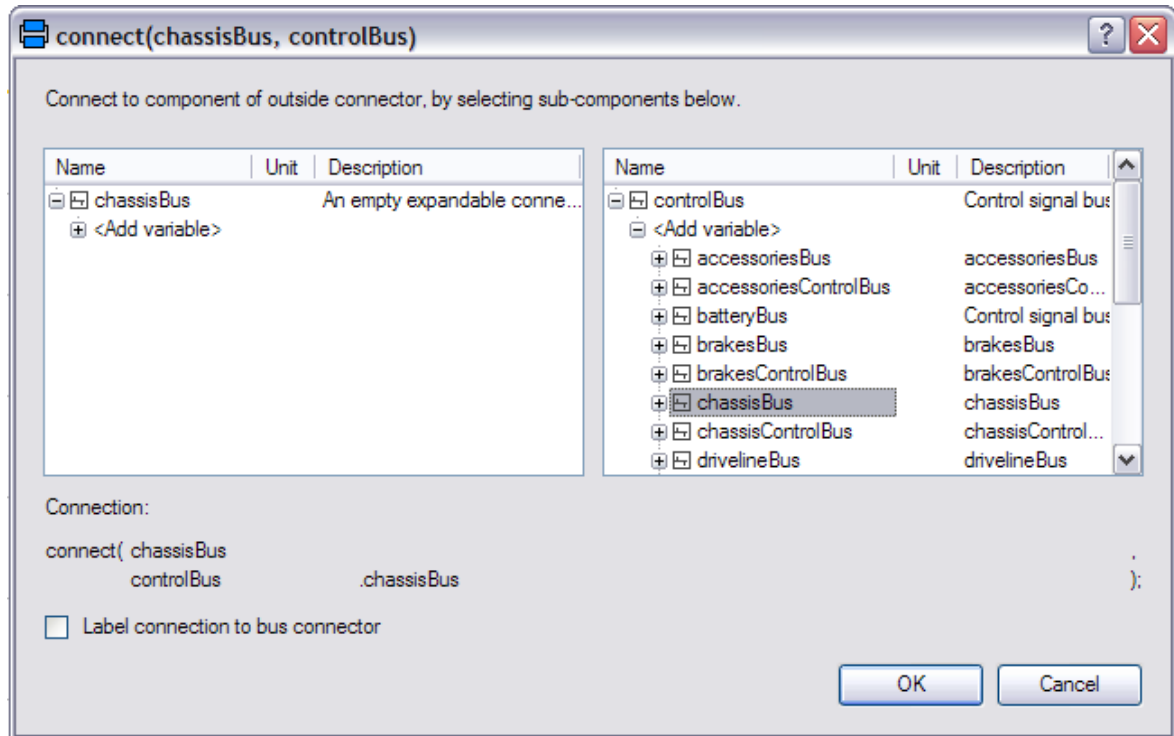 connect(chassisBus, controlBus)
Connect to component of outside connector, by selecting sub-components below.
Name Unit Description
chassisBus An empty expandable conne...
<Add variable>
Name Unit Description
controlBus Control signal bus
<Add variable>
accessoriesBus accessoriesBus
accessoriesControlBus accessoriesCo...
batteryBus Control signal bus
brakesBus brakesBus
brakesControlBus brakesControlBus
chassisBus chassisBus
chassisControlBus chassisControl...
drivelineBus drivelineBus
Connection:
connect( chassisBus ,
controlBus .chassisBus );
Label connection to bus connector
OK Cancel